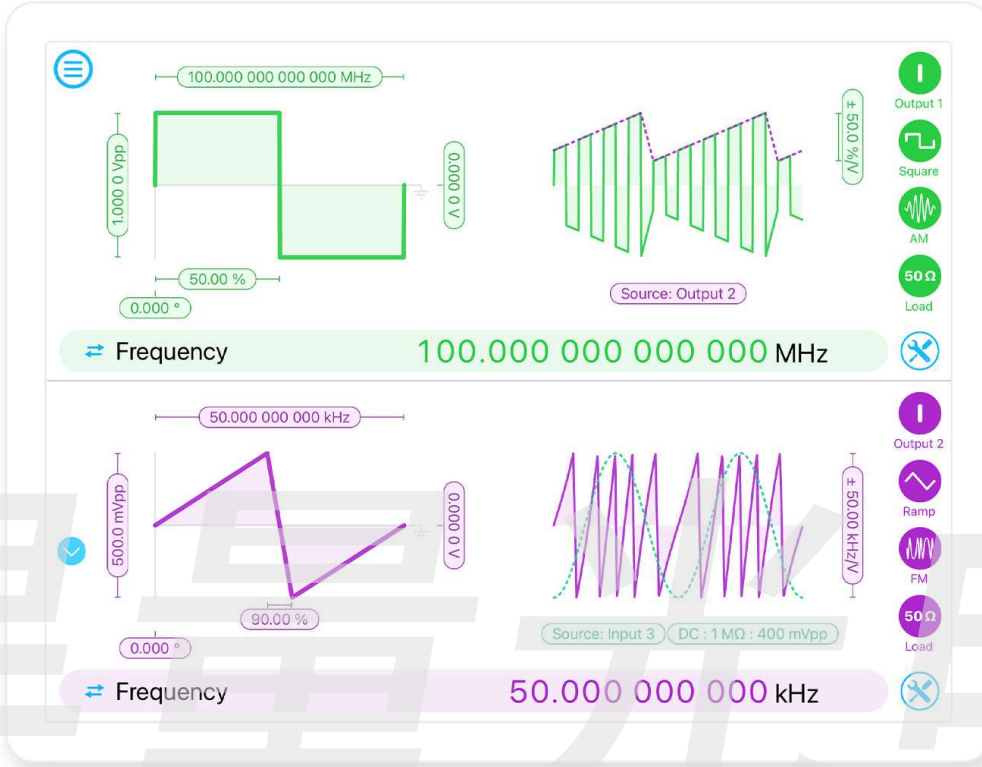 100.000 000 000 000 MHz
1.000 0 Vpp
0.000 0 V
50.00 %
0.000 °
± 50.0 %/V
Source: Output 2
Output 1
Square
AM
50 Ω
Load
Frequency
100.000 000 000 000 MHz
50.000 000 000 kHz
500.0 mVpp
0.000 0 V
90.00 %
0.000 °
± 50.00 kHz/V
Source: Input 3
DC : 1 MΩ : 400 mVpp
Output 2
Ramp
FM
50 Ω
Load
Frequency
50.000 000 000 kHz
量